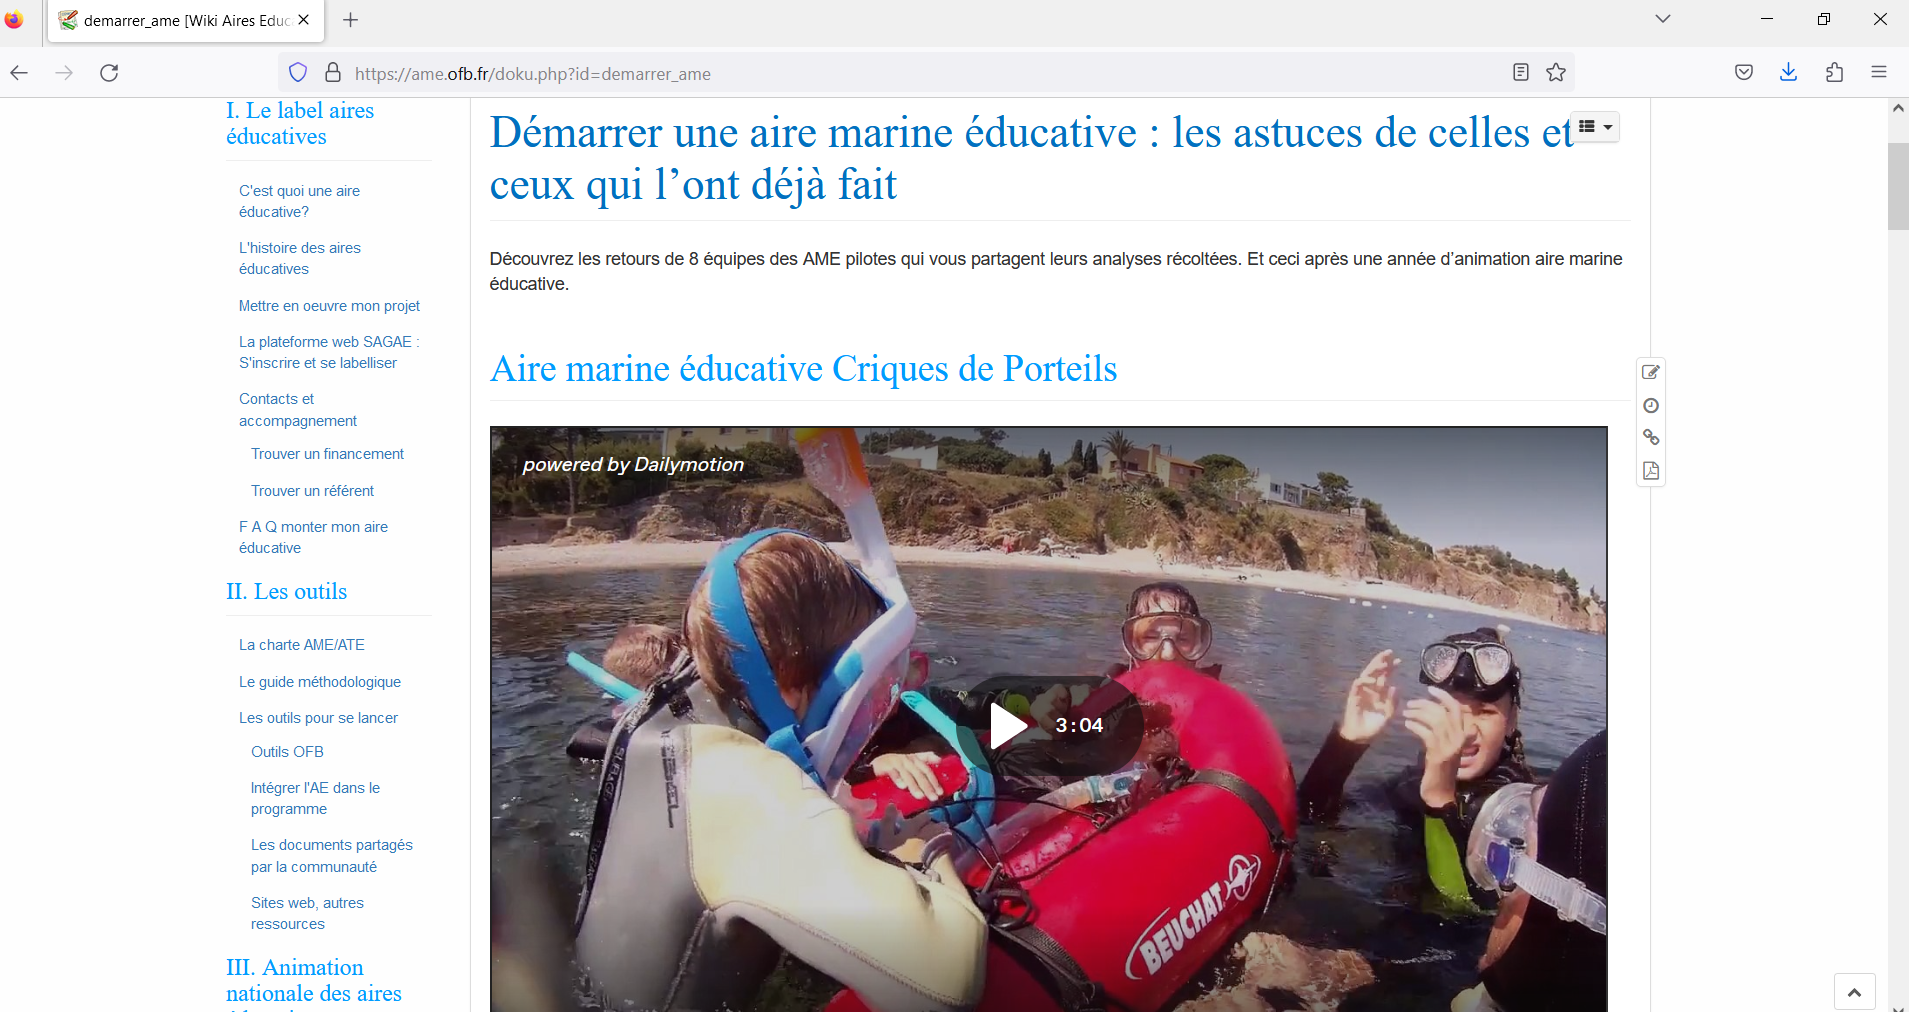 demarrer_ame [Wiki Aires Educ
https://ame.ofb.fr/doku.php?id=demarrer_ame
I. Le label aires
éducatives
C'est quoi une aire
éducative?
L'histoire des aires
éducatives
Mettre en oeuvre mon projet
La plateforme web SAGAE :
S'inscrire et se labelliser
Contacts et
accompagnement
Trouver un financement
Trouver un référent
F A Q monter mon aire
éducative
II. Les outils
La charte AME/ATE
Le guide méthodologique
Les outils pour se lancer
Outils OFB
Intégrer l'AE dans le
programme
Les documents partagés
par la communauté
Sites web, autres
ressources
III. Animation
nationale des aires
Démarrer une aire marine éducative : les astuces de celles et
ceux qui l’ont déjà fait
Découvrez les retours de 8 équipes des AME pilotes qui vous partagent leurs analyses récoltées. Et ceci après une année d’animation aire marine
éducative.
Aire marine éducative Criques de Porteils
powered by Dailymotion
3:04
BEUCHAT